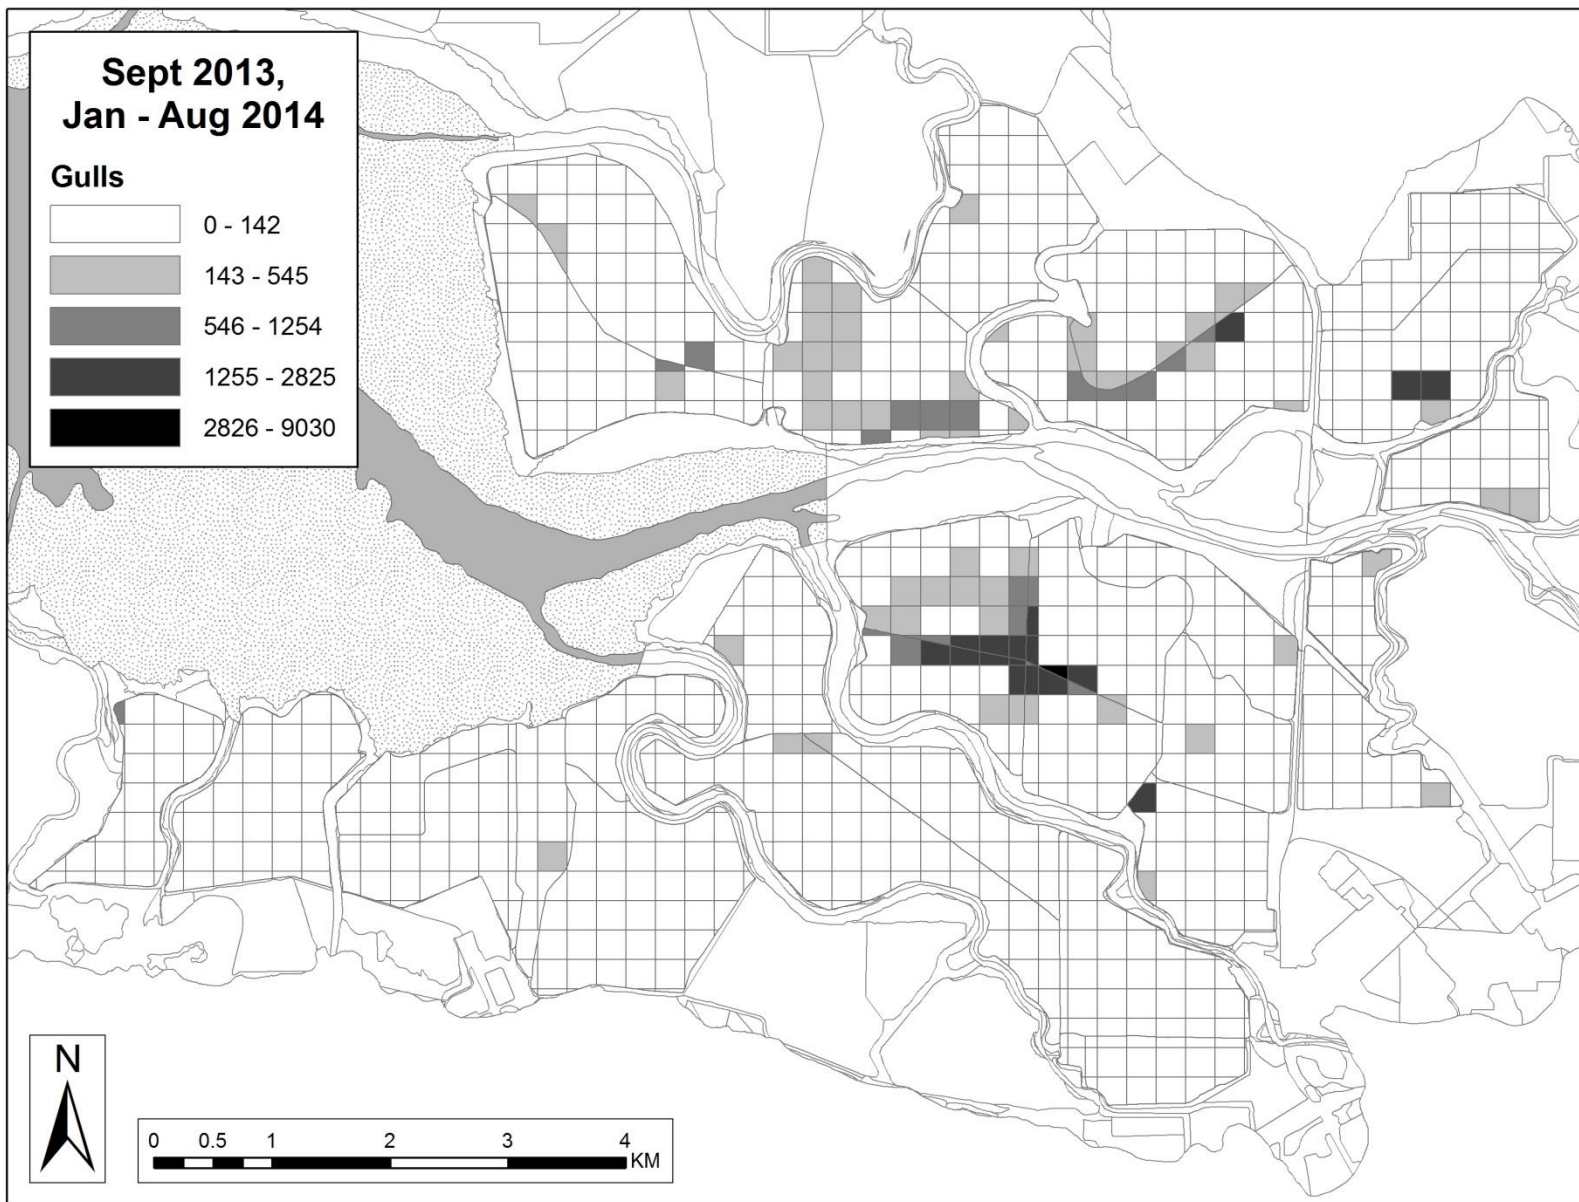 Sept 2013,
Jan - Aug 2014
Gulls
0 - 142
143 - 545
546 - 1254
1255 - 2825
2826 - 9030
N
0 0.5 1 2 3 4
KM